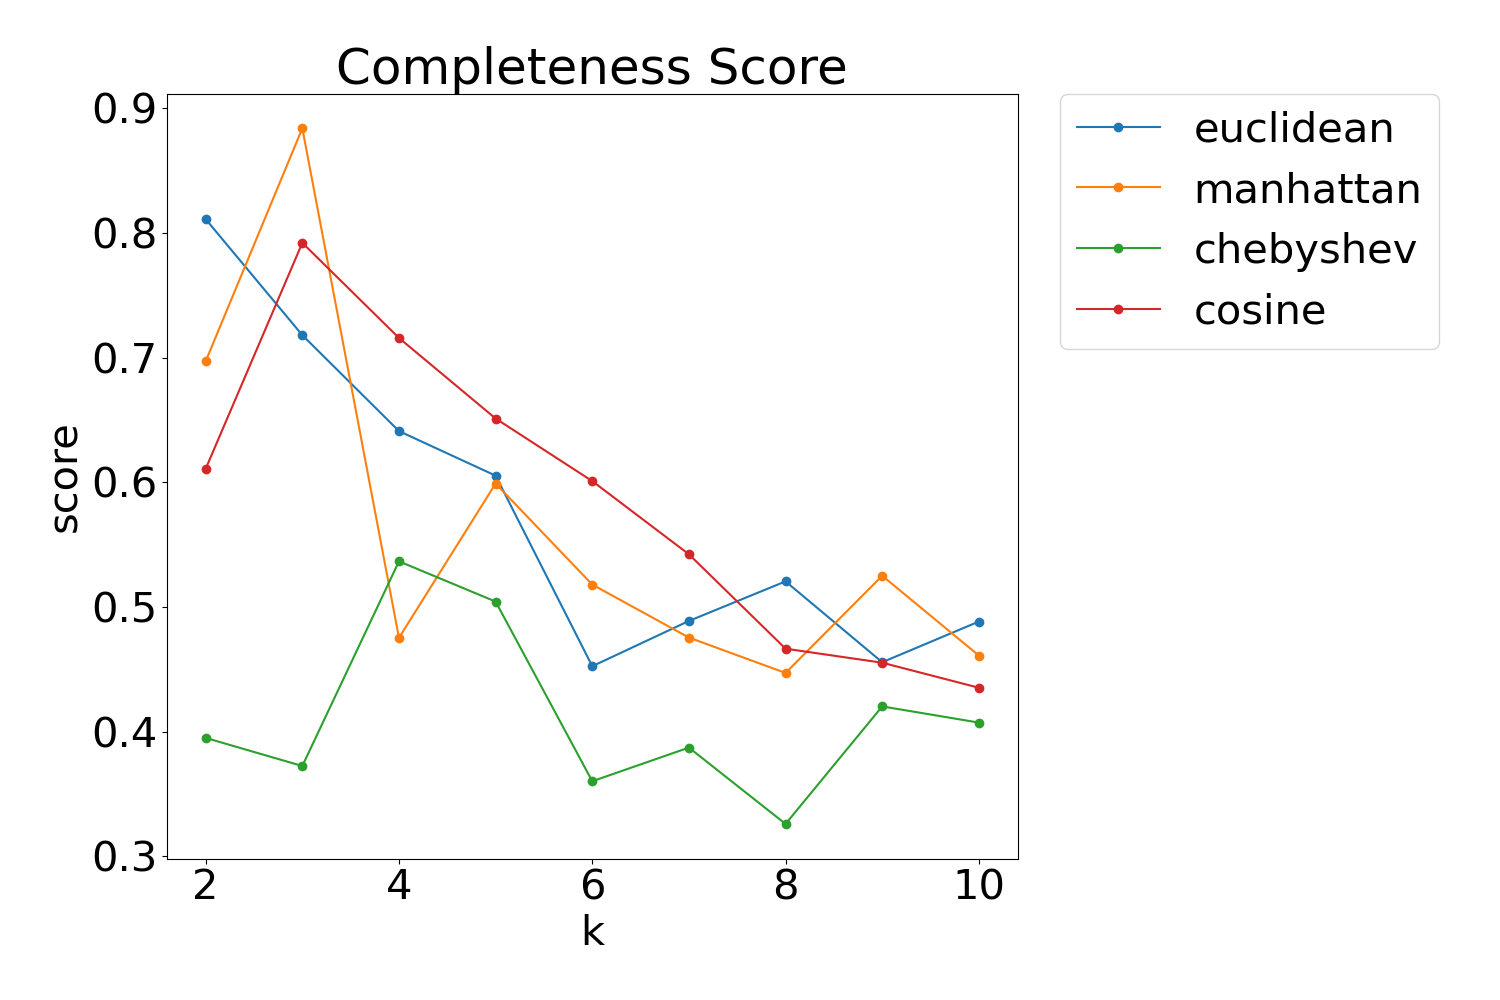 Completeness Score
0.9
0.8
0.7
0.6
0.5
0.4
0.3
score
2 4 6 8 10
k
euclidean
manhattan
chebyshev
cosine